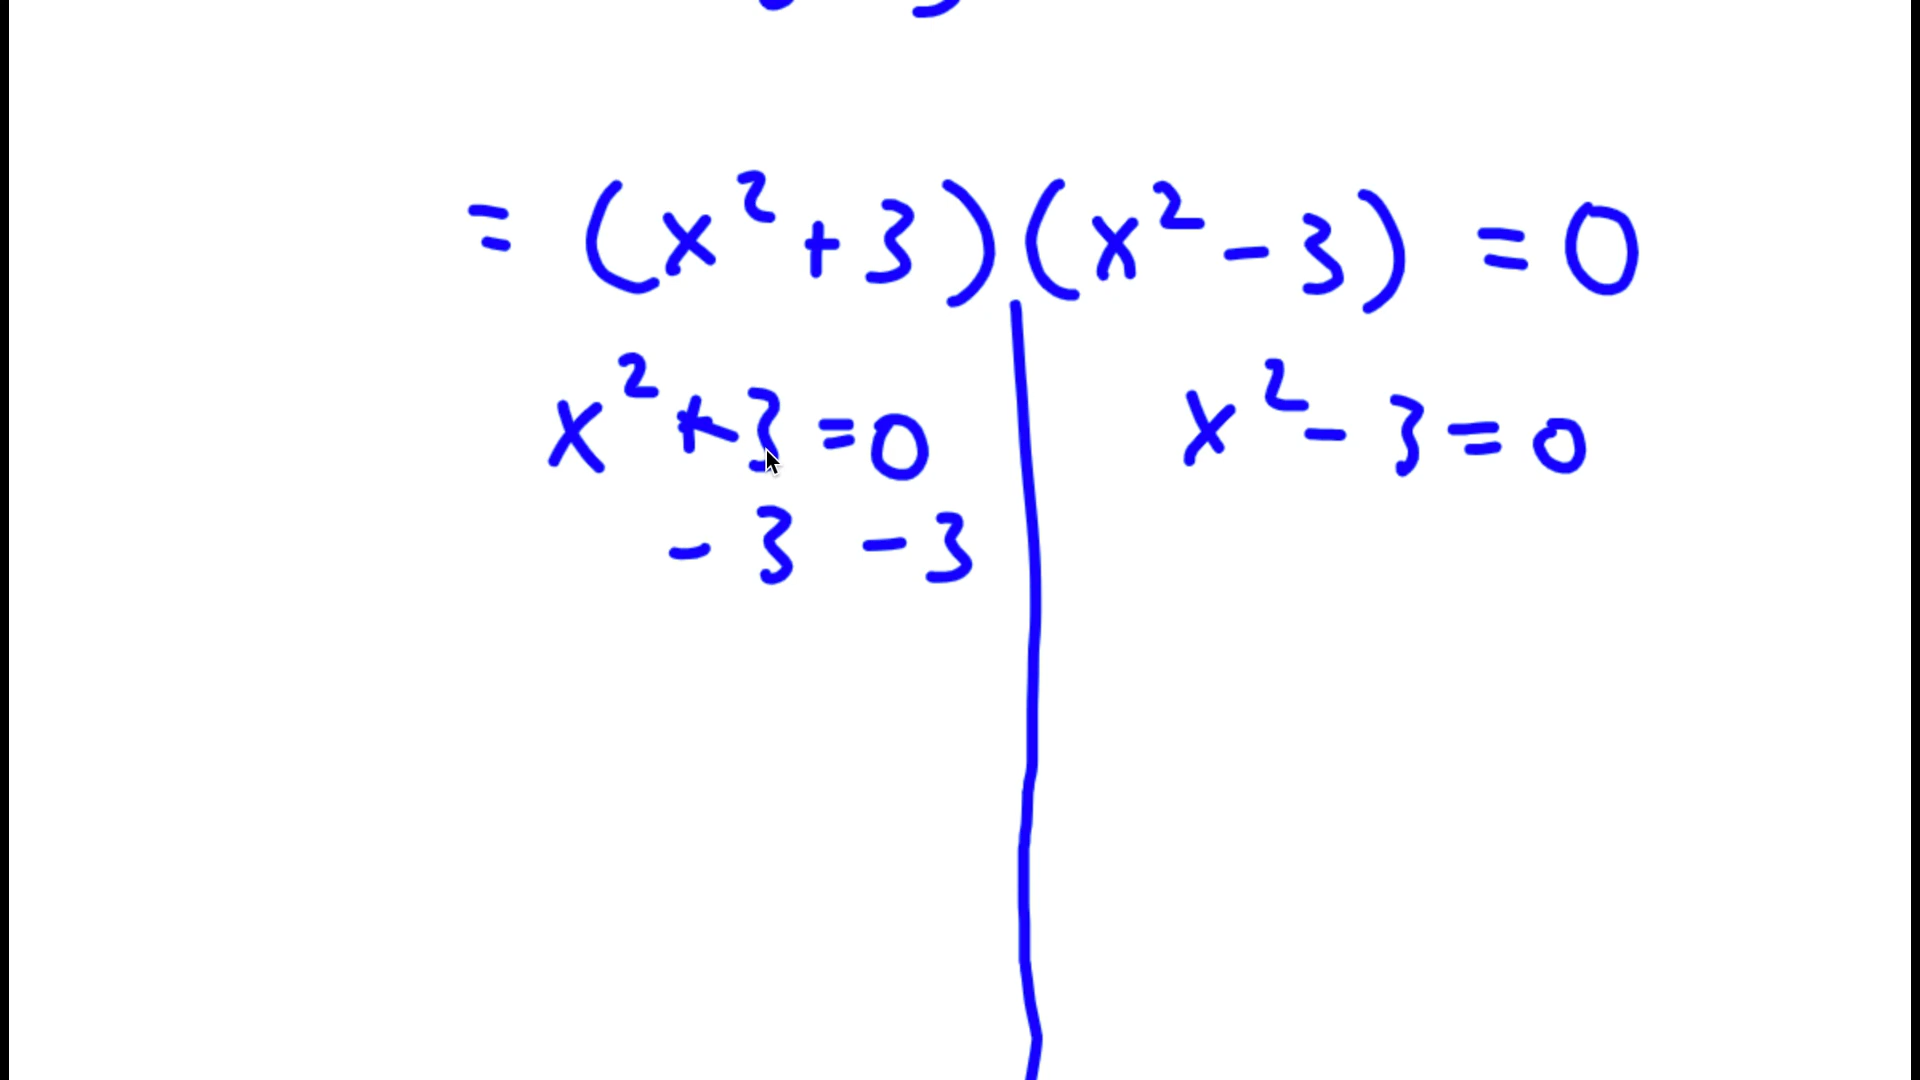 = (x² + 3)(x² - 3) = 0
x² + 3 = 0
- 3 - 3
x² - 3 = 0